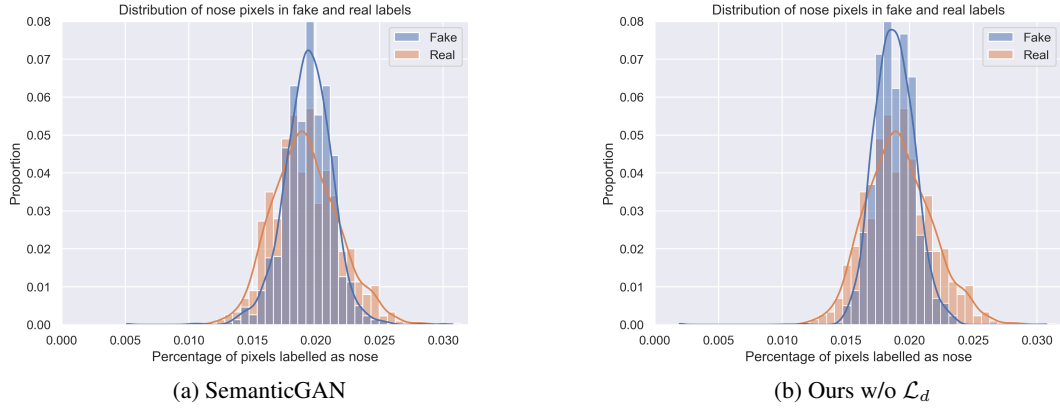 Distribution of nose pixels in fake and real labels
0.08
0.07
0.06
0.05
0.04
0.03
0.02
0.01
0.00
Proportion
Fake
Real
0.000 0.005 0.010 0.015 0.020 0.025 0.030
Percentage of pixels labelled as nose
(a) SemanticGAN
Distribution of nose pixels in fake and real labels
0.08
0.07
0.06
0.05
0.04
0.03
0.02
0.01
0.00
Proportion
Fake
Real
0.000 0.005 0.010 0.015 0.020 0.025 0.030
Percentage of pixels labelled as nose
(b) Ours w/o ℒd